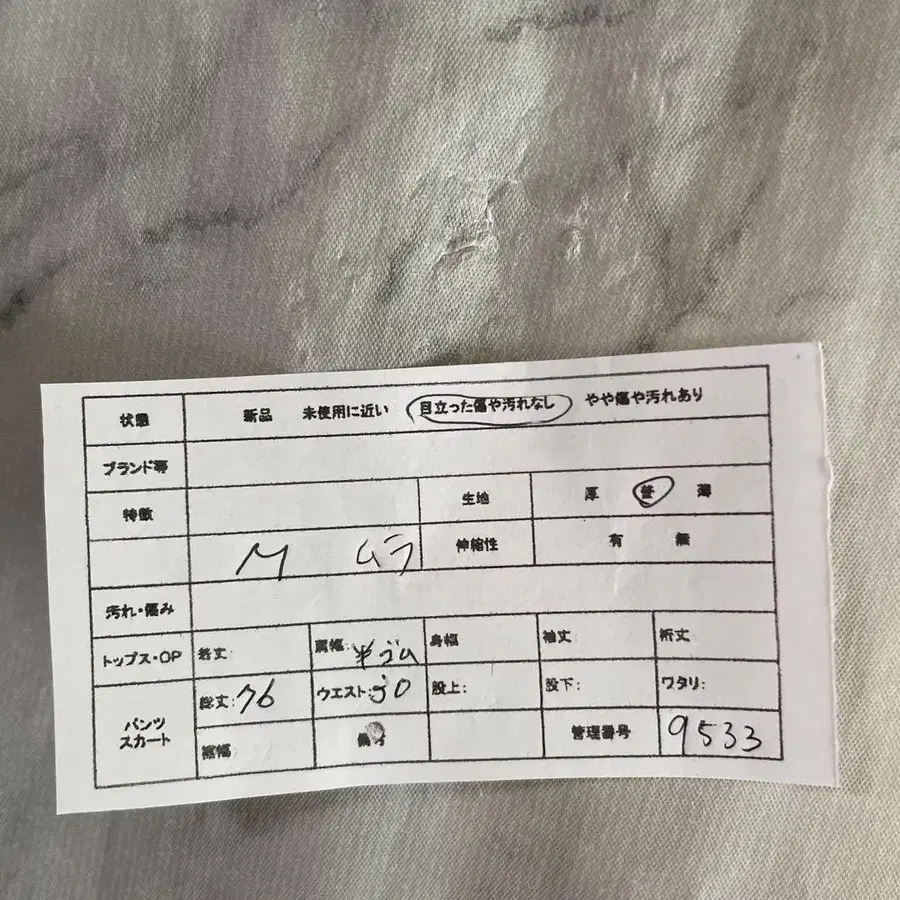 状態 新品 未使用に近い 目立った傷や汚れなし やや傷や汚れあり
ブランド等
特徴 生地 厚 普 薄
M ムラ 伸縮性 有 無
汚れ・傷み
トップス・OP 着丈: 肩幅: 半ゴム 身幅 袖丈 裄丈
パンツ スカート 総丈:76 ウエスト: 股上: 股下: ワタリ:
裾幅 備考 管理番号 9533